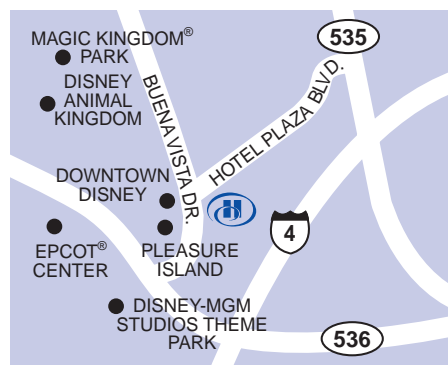 MAGIC KINGDOM®
PARK
535
DISNEY
ANIMAL
KINGDOM
BUENA VISTA DR.
HOTEL PLAZA BLVD.
DOWNTOWN
DISNEY
H
4
EPCOT®
CENTER
PLEASURE
ISLAND
DISNEY-MGM
STUDIOS THEME
PARK
536